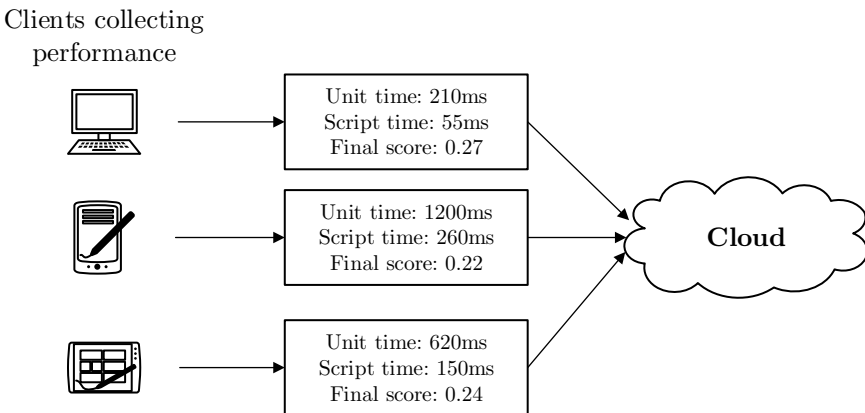 Clients collecting
performance
Unit time: 210ms
Script time: 55ms
Final score: 0.27
Unit time: 1200ms
Script time: 260ms
Final score: 0.22
Cloud
Unit time: 620ms
Script time: 150ms
Final score: 0.24